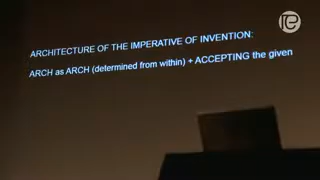 ARCHITECTURE OF THE IMPERATIVE OF INVENTION:
ARCH as ARCH (determined from within) + ACCEPTING the given